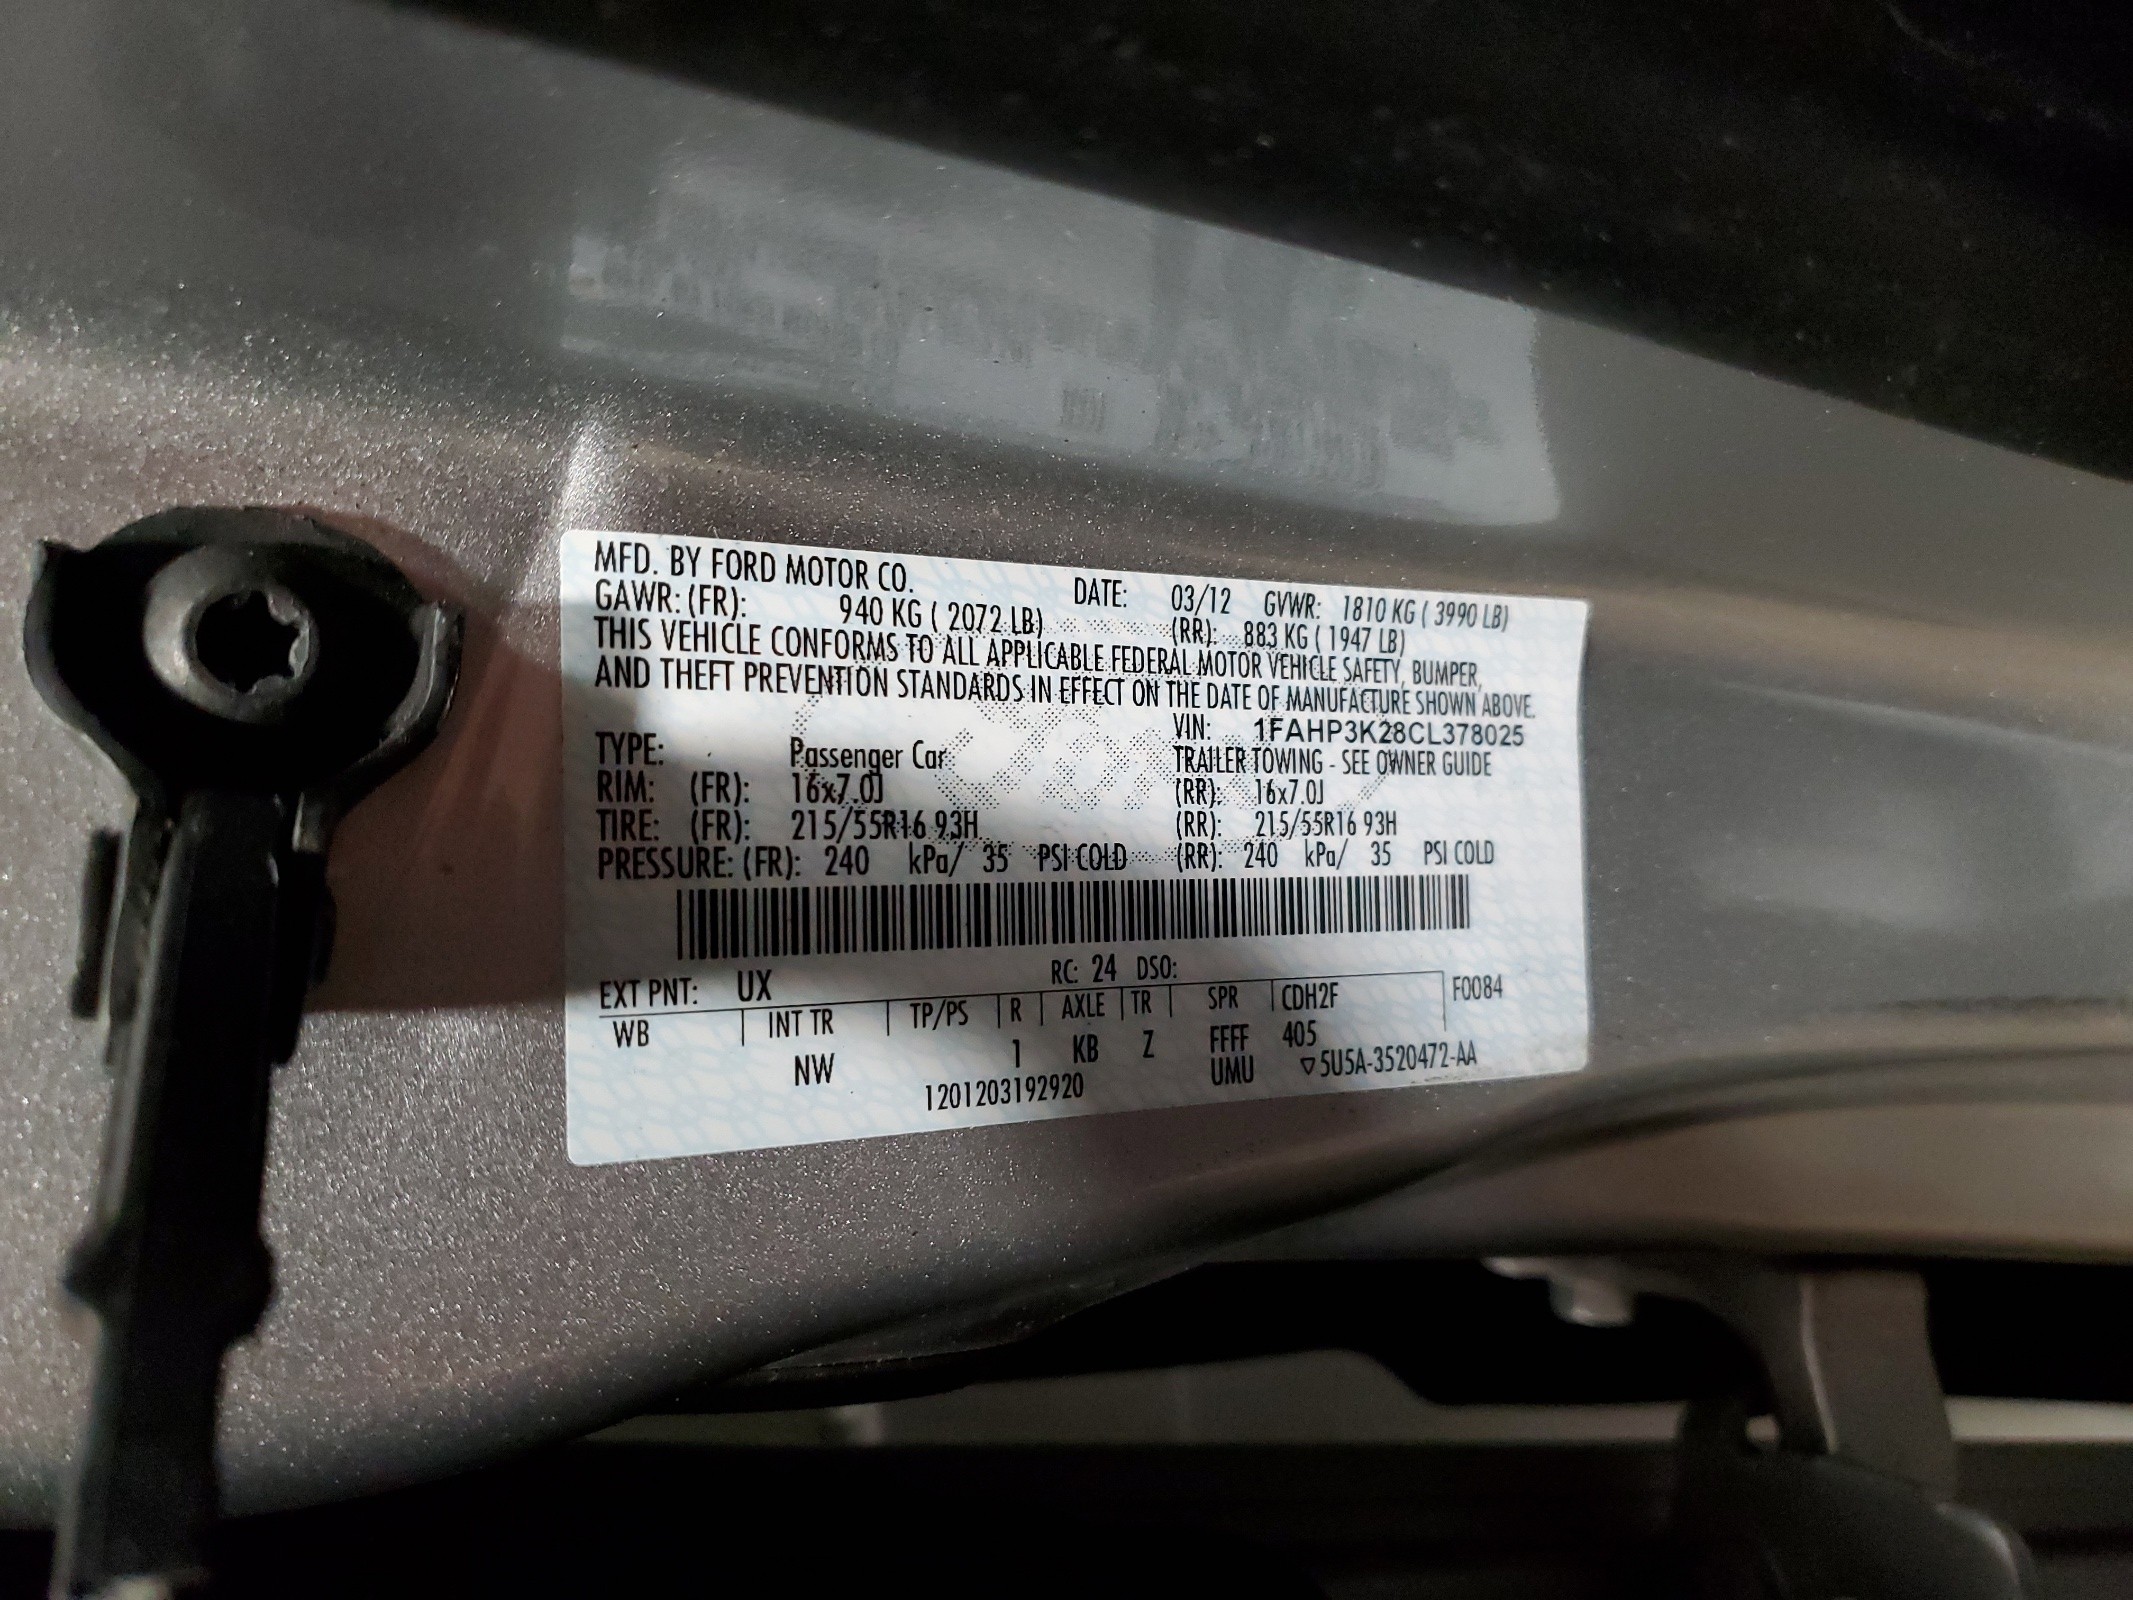 MFD. BY FORD MOTOR CO.
DATE: 03/12 GVWR: 1810 KG ( 3990 LB)
GAWR: (FR): 940 KG ( 2072 LB) (RR): 883 KG ( 1947 LB)
THIS VEHICLE CONFORMS TO ALL APPLICABLE FEDERAL MOTOR VEHICLE SAFETY, BUMPER,
AND THEFT PREVENTION STANDARDS IN EFFECT ON THE DATE OF MANUFACTURE SHOWN ABOVE.
VIN: 1FAHP3K28CL378025
TYPE: Passenger Car TRAILER TOWING - SEE OWNER GUIDE
RIM: (FR): 16x7.0J (RR): 16x7.0J
TIRE: (FR): 215/55R16 93H (RR): 215/55R16 93H
PRESSURE: (FR): 240 kPa/ 35 PSI COLD (RR): 240 kPa/ 35 PSI COLD
EXT PNT: UX RC: 24 DSO: F0084
WB INT TR TP/PS R AXLE TR SPR CDH2F
NW 1 KB Z FFFF 405
UMU ▽5U5A-3520472-AA
1201203192920